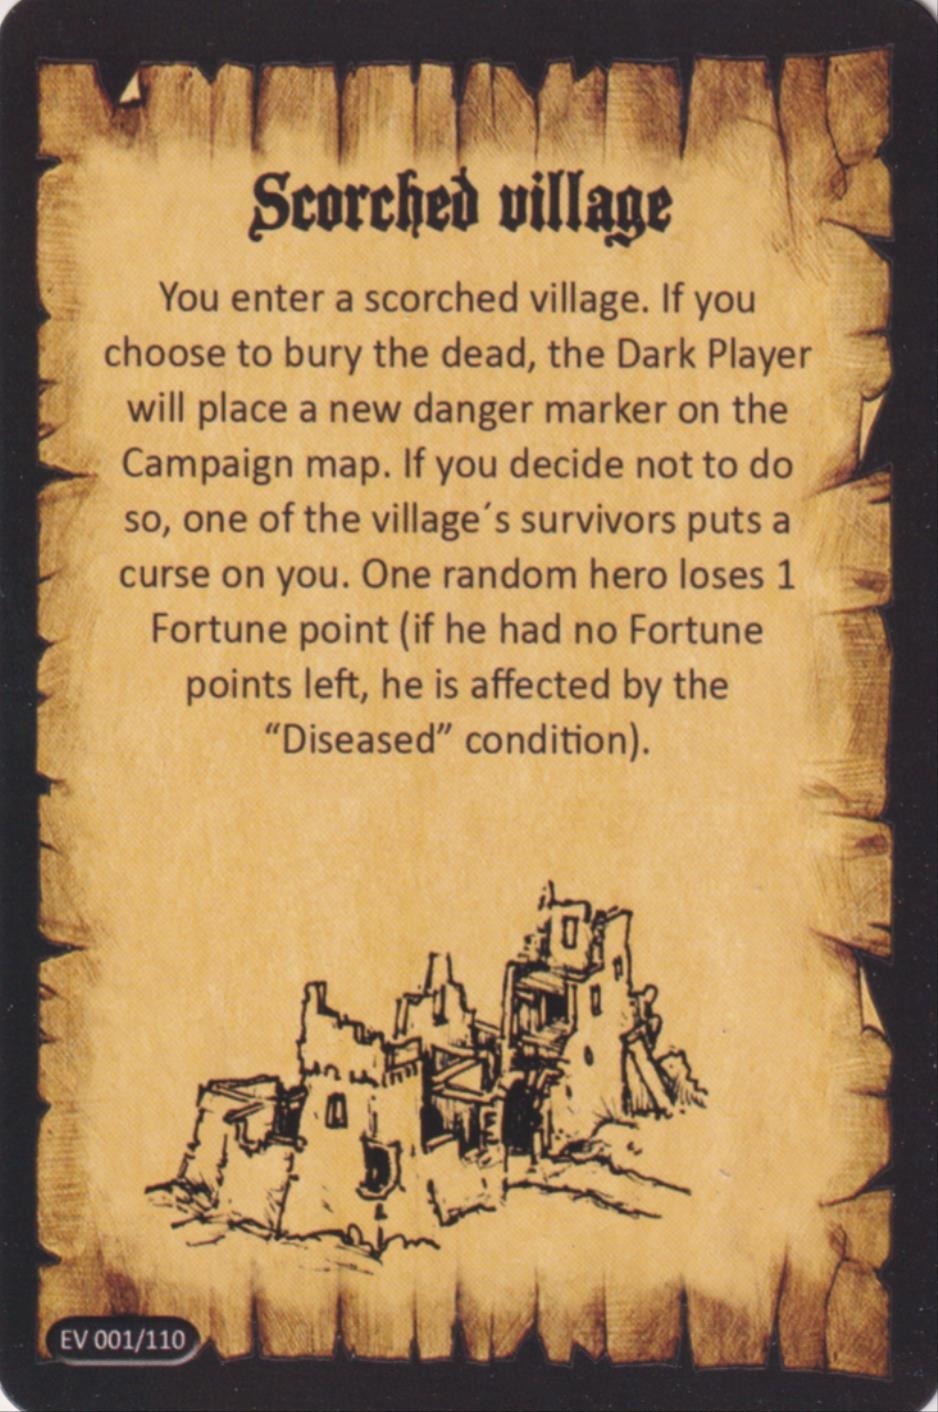 Scorched village
You enter a scorched village. If you
choose to bury the dead, the Dark Player
will place a new danger marker on the
Campaign map. If you decide not to do
so, one of the village´s survivors puts a
curse on you. One random hero loses 1
Fortune point (if he had no Fortune
points left, he is affected by the
“Diseased” condition).
EV 001/110